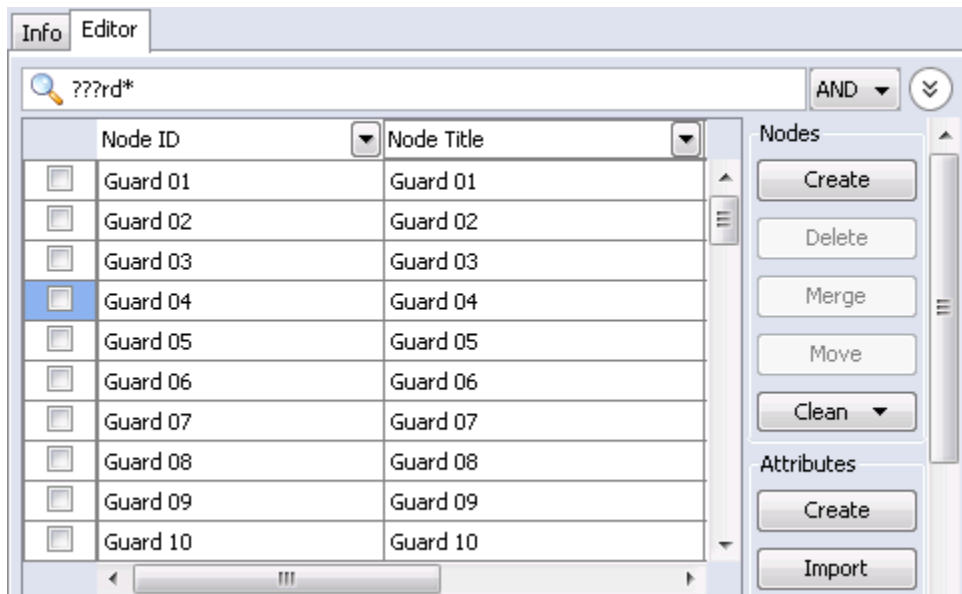 Info Editor
???rd* AND
Node ID Node Title
Guard 01 Guard 01
Guard 02 Guard 02
Guard 03 Guard 03
Guard 04 Guard 04
Guard 05 Guard 05
Guard 06 Guard 06
Guard 07 Guard 07
Guard 08 Guard 08
Guard 09 Guard 09
Guard 10 Guard 10
Nodes
Create
Delete
Merge
Move
Clean
Attributes
Create
Import